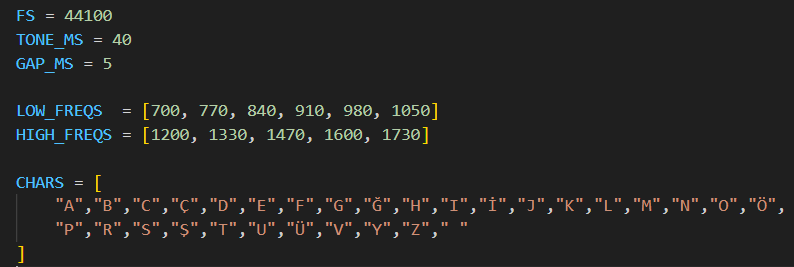 FS = 44100
TONE_MS = 40
GAP_MS = 5
LOW_FREQS  = [700, 770, 840, 910, 980, 1050]
HIGH_FREQS = [1200, 1330, 1470, 1600, 1730]
CHARS = [
    "A","B","C","Ç","D","E","F","G","Ğ","H","I","İ","J","K","L","M","N","O","Ö",
    "P","R","S","Ş","T","U","Ü","V","Y","Z"," "
]